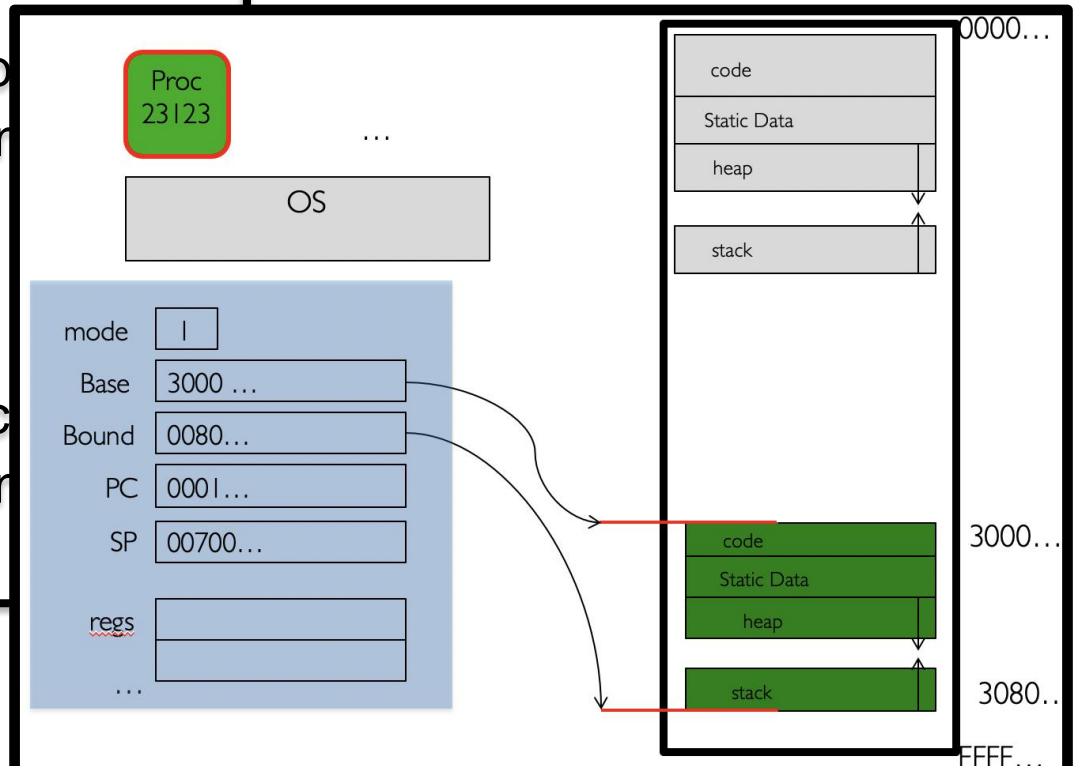 0000...
Proc
23123
...
OS
code
Static Data
heap
stack
mode 1
Base 3000 ...
Bound 0080...
PC 0001...
SP 00700...
regs
...
code
Static Data
heap
stack
3000...
3080..
FFFF...